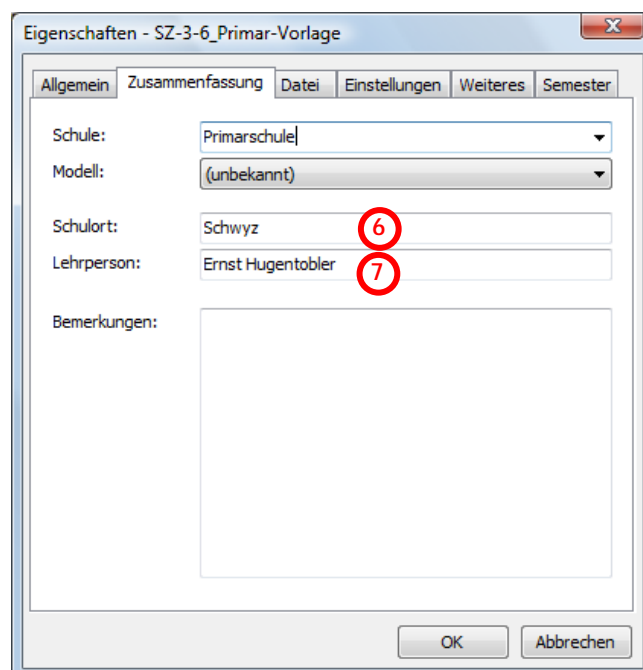 Eigenschaften - SZ-3-6_Primar-Vorlage
Allgemein Zusammenfassung Datei Einstellungen Weiteres Semester
Schule: Primarschule
Modell: (unbekannt)
Schulort: Schwyz 6
Lehrperson: Ernst Hugentobler 7
Bemerkungen:
OK Abbrechen